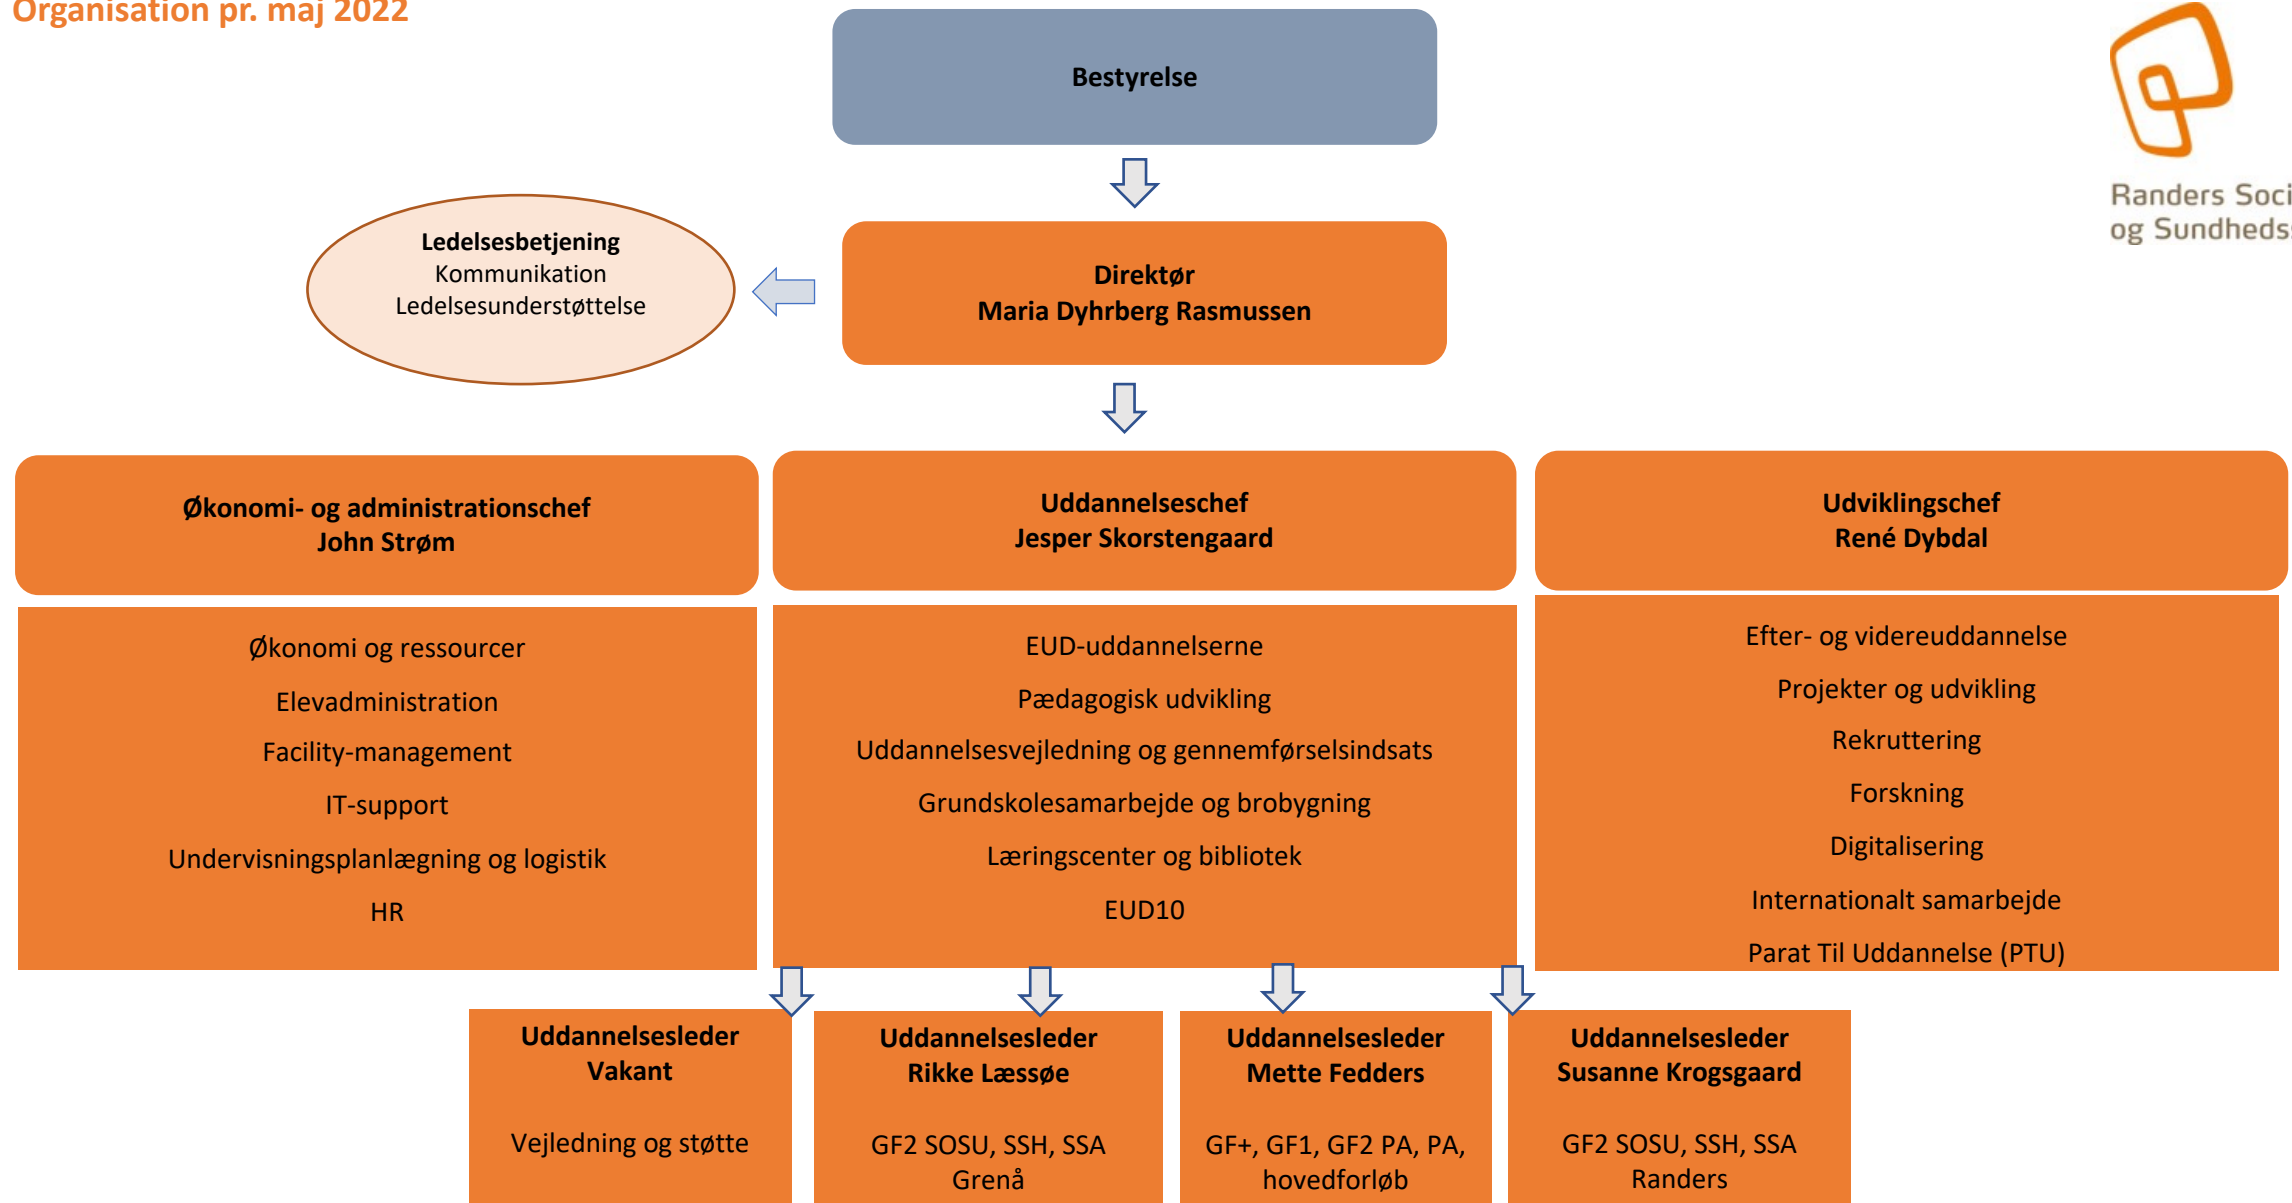 Organisation pr. maj 2022
Bestyrelse
Randers Soci
og Sundheds
Ledelsesbetjening
Kommunikation
Ledelsesunderstøttelse
Direktør
Maria Dyhrberg Rasmussen
Økonomi- og administrationschef
John Strøm
Uddannelseschef
Jesper Skorstengaard
Udviklingschef
René Dybdal
Økonomi og ressourcer
Elevadministration
Facility-management
IT-support
Undervisningsplanlægning og logistik
HR
EUD-uddannelserne
Pædagogisk udvikling
Uddannelsesvejledning og gennemførselsindsats
Grundskolesamarbejde og brobygning
Læringscenter og bibliotek
EUD10
Efter- og videreuddannelse
Projekter og udvikling
Rekruttering
Forskning
Digitalisering
Internationalt samarbejde
Parat Til Uddannelse (PTU)
Uddannelsesleder
Vakant
Vejledning og støtte
Uddannelsesleder
Rikke Læssøe
GF2 SOSU, SSH, SSA
Grenå
Uddannelsesleder
Mette Fedders
GF+, GF1, GF2 PA, PA,
hovedforløb
Uddannelsesleder
Susanne Krogsgaard
GF2 SOSU, SSH, SSA
Randers